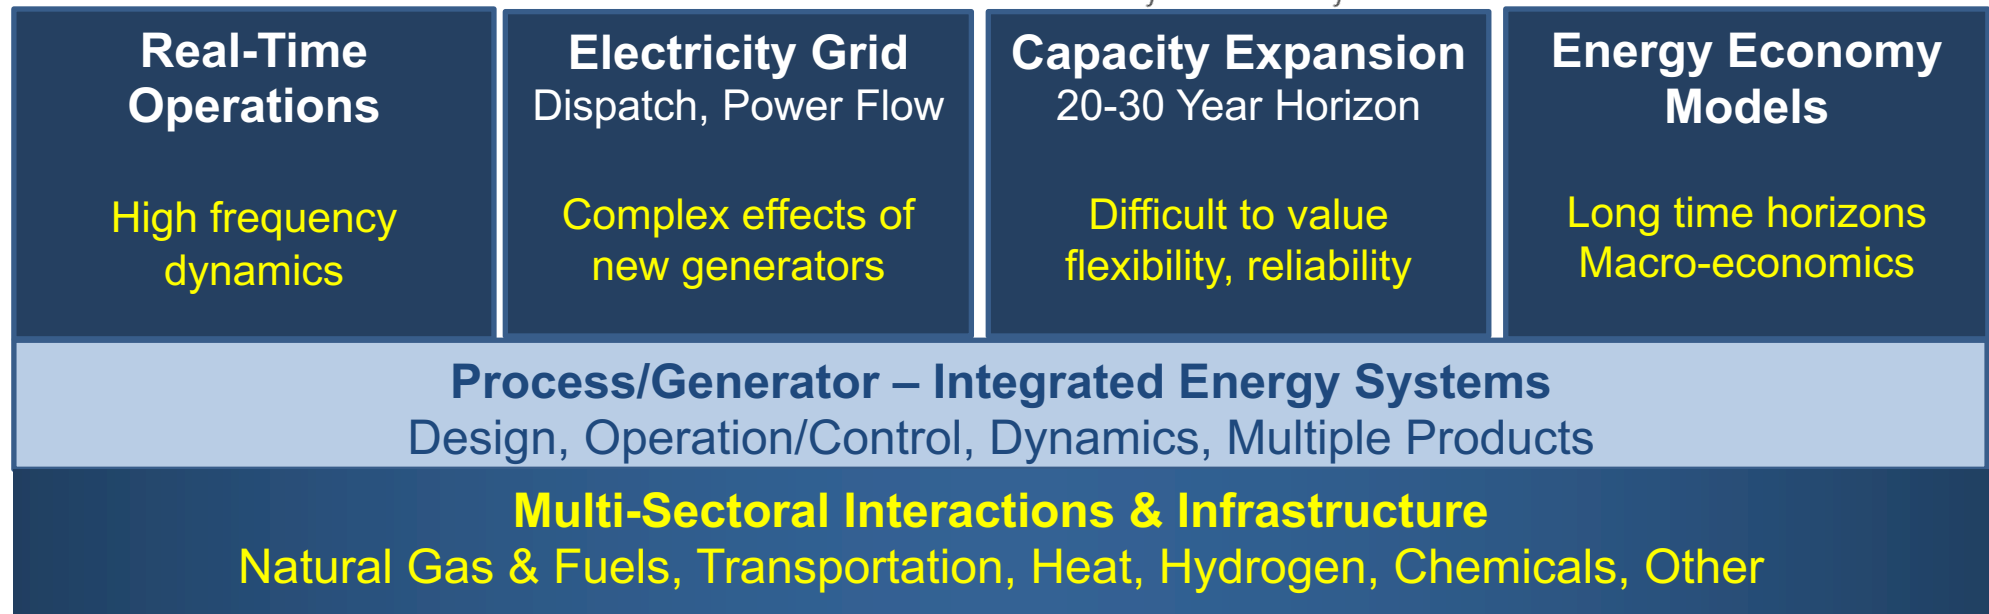 Real-Time
Operations
High frequency
dynamics
Electricity Grid
Dispatch, Power Flow
Complex effects of
new generators
Capacity Expansion
20-30 Year Horizon
Difficult to value
flexibility, reliability
Energy Economy
Models
Long time horizons
Macro-economics
Process/Generator – Integrated Energy Systems
Design, Operation/Control, Dynamics, Multiple Products
Multi-Sectoral Interactions & Infrastructure
Natural Gas & Fuels, Transportation, Heat, Hydrogen, Chemicals, Other